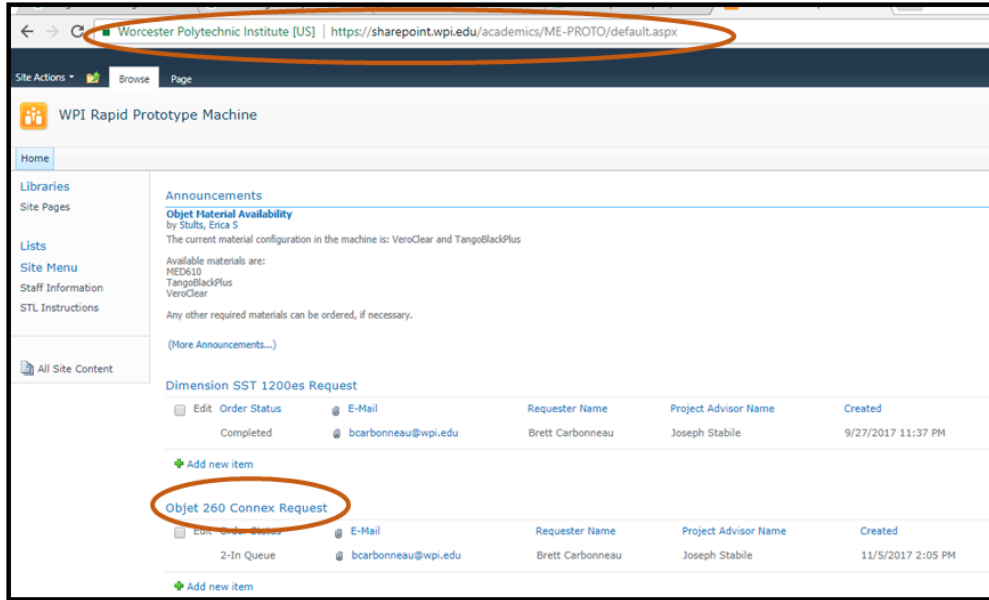 Worcester Polytechnic Institute [US] | https://sharepoint.wpi.edu/academics/ME-PROTO/default.aspx
Site Actions Browse Page
WPI Rapid Prototype Machine
Home
Libraries
Site Pages
Lists
Site Menu
Staff Information
STL Instructions
All Site Content
Announcements
Objet Material Availability
by Stults, Erica S
The current material configuration in the machine is: VeroClear and TangoBlackPlus
Available materials are:
MED610
TangoBlackPlus
VeroClear
Any other required materials can be ordered, if necessary.
(More Announcements...)
Dimension SST 1200es Request
Edit Order Status E-Mail Requester Name Project Advisor Name Created
Completed bcarbonneau@wpi.edu Brett Carbonneau Joseph Stabile 9/27/2017 11:37 PM
Add new item
Objet 260 Connex Request
Edit Order Status E-Mail Requester Name Project Advisor Name Created
2-In Queue bcarbonneau@wpi.edu Brett Carbonneau Joseph Stabile 11/5/2017 2:05 PM
Add new item